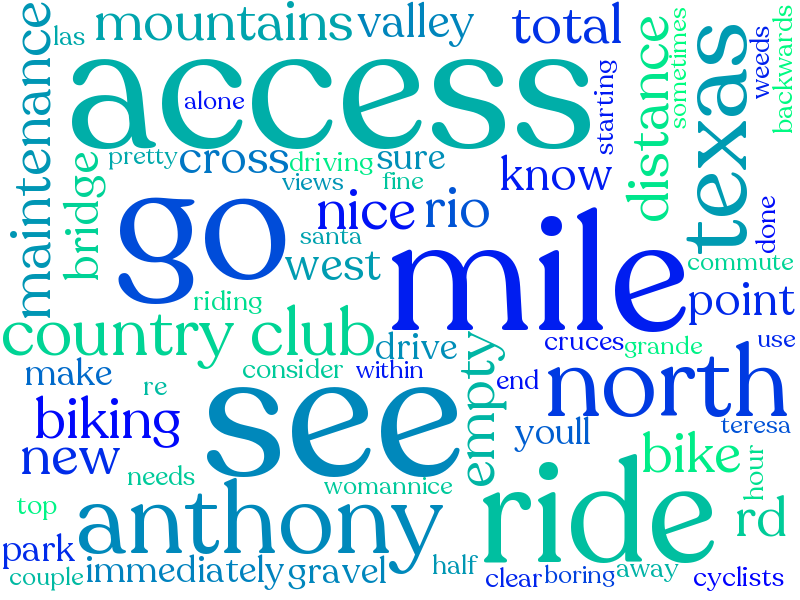 las
mountains
valley
total
maintenance
access
alone
starting
distance
sometimes
texas
weeds
backwards
bridge
pretty
cross
driving
sure
views
fine
know
go
nice
rio
santa
west
mile
done
commute
riding
point
country club
drive
cruces
grande
use
make
re
consider
within
empty
end
north
biking
see
youll
teresa
new
needs
womannice
ride
bike
hour
top
anthony
rd
park
couple
immediately
gravel
half
clear
boring
away
cyclists